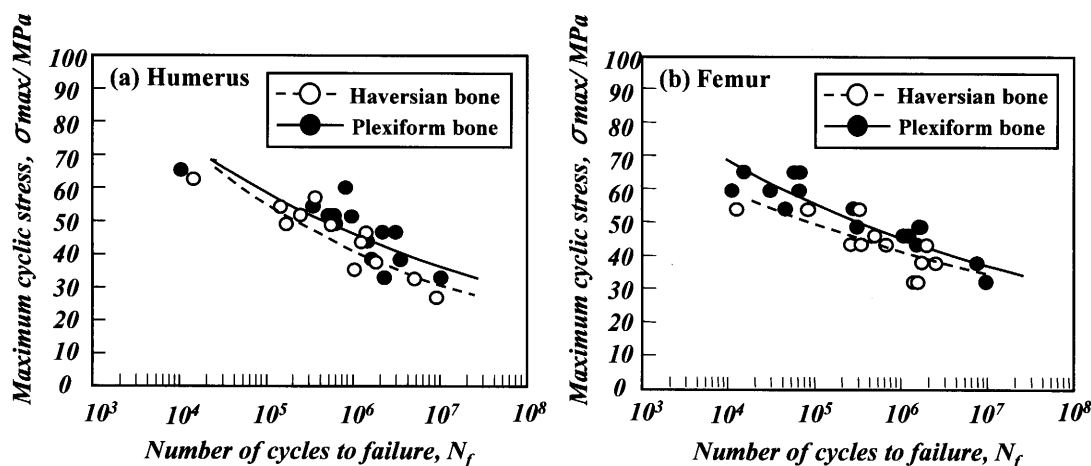 Maximum cyclic stress, σmax/MPa
100
90
80
70
60
50
40
30
20
10
0
(a) Humerus
Haversian bone
Plexiform bone
10³ 10⁴ 10⁵ 10⁶ 10⁷ 10⁸
Number of cycles to failure, N_f
Maximum cyclic stress, σmax/MPa
100
90
80
70
60
50
40
30
20
10
0
(b) Femur
Haversian bone
Plexiform bone
10³ 10⁴ 10⁵ 10⁶ 10⁷ 10⁸
Number of cycles to failure, N_f